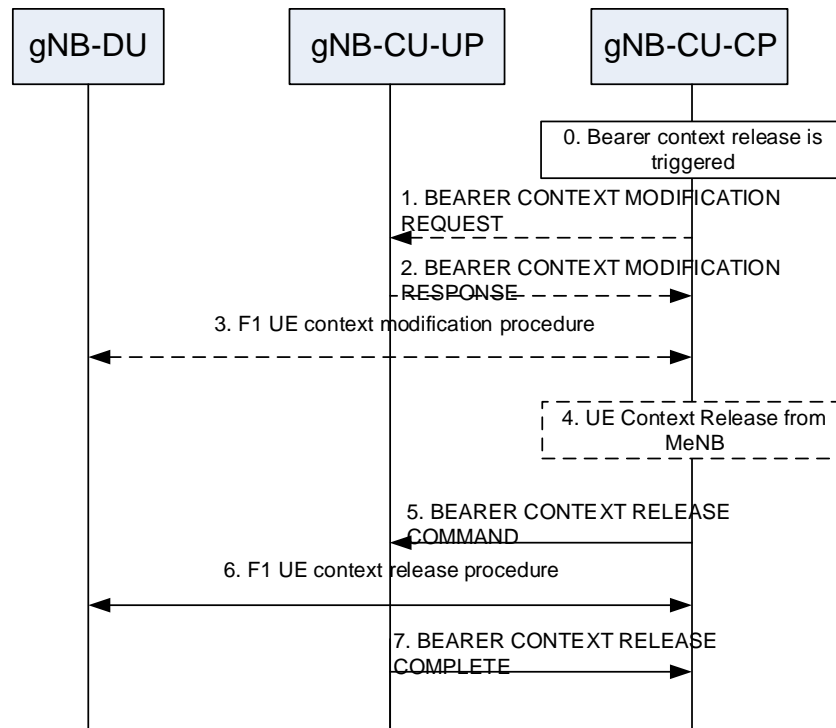 gNB-DU
gNB-CU-UP
gNB-CU-CP
0. Bearer context release is
triggered
1. BEARER CONTEXT MODIFICATION
REQUEST
2. BEARER CONTEXT MODIFICATION
RESPONSE
3. F1 UE context modification procedure
4. UE Context Release from
MeNB
5. BEARER CONTEXT RELEASE
COMMAND
6. F1 UE context release procedure
7. BEARER CONTEXT RELEASE
COMPLETE